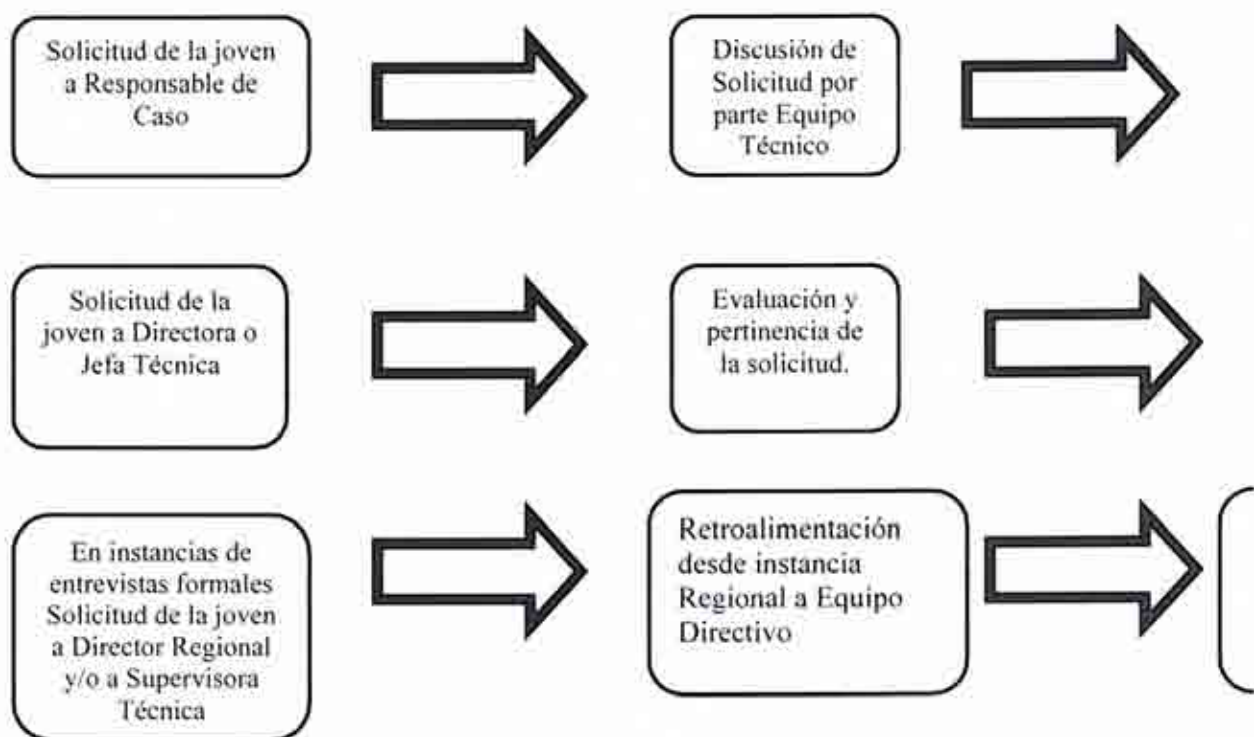 Solicitud de la joven
a Responsable de
Caso
Discusión de
Solicitud por
parte Equipo
Técnico
Solicitud de la
joven a Directora o
Jefa Técnica
Evaluación y
pertinencia de
la solicitud.
En instancias de
entrevistas formales
Solicitud de la joven
a Director Regional
y/o a Supervisora
Técnica
Retroalimentación
desde instancia
Regional a Equipo
Directivo